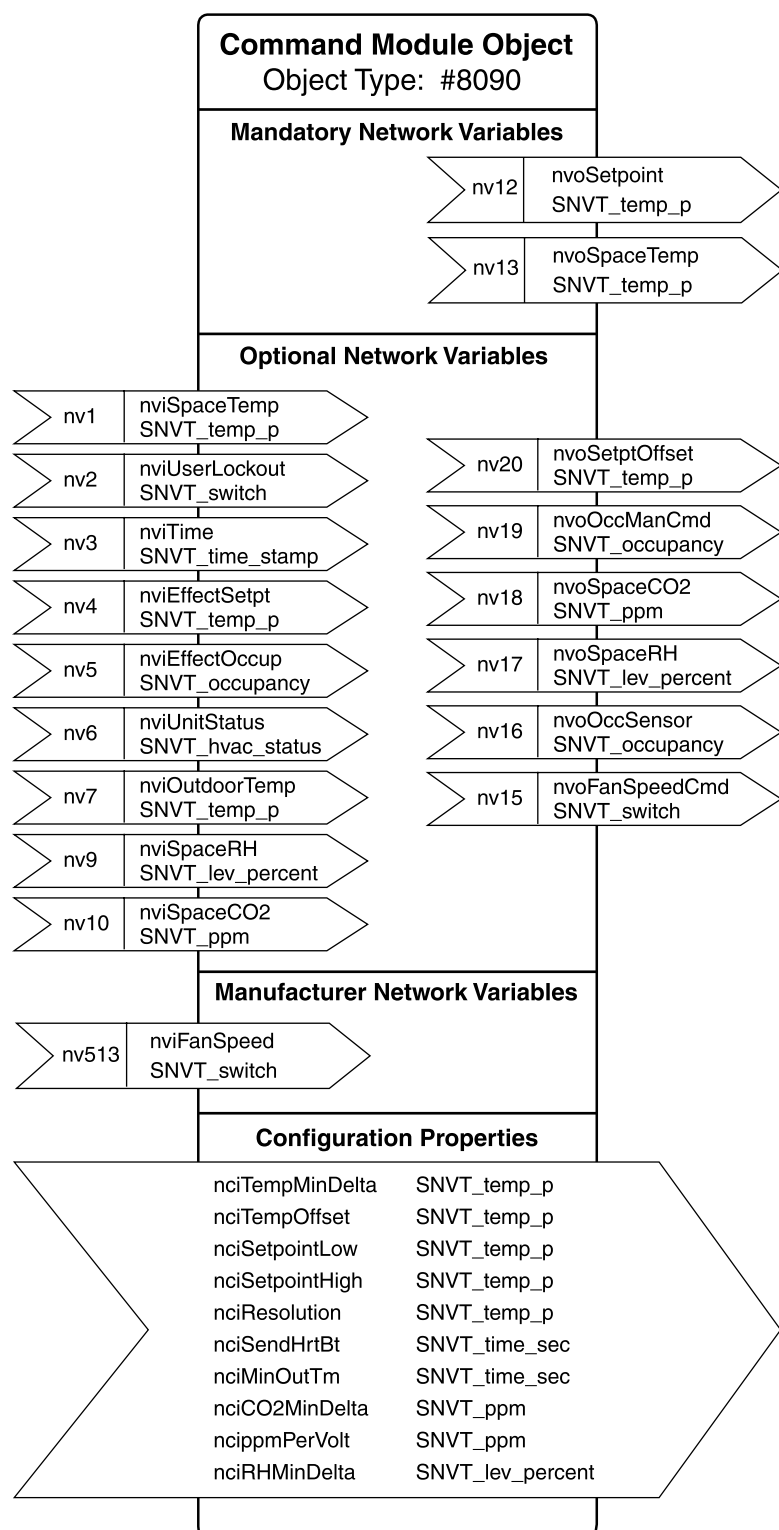 Command Module Object
Object Type: #8090
Mandatory Network Variables
nv12
nvoSetpoint
SNVT_temp_p
nv13
nvoSpaceTemp
SNVT_temp_p
Optional Network Variables
nv1
nviSpaceTemp
SNVT_temp_p
nv2
nviUserLockout
SNVT_switch
nv3
nviTime
SNVT_time_stamp
nv4
nviEffectSetpt
SNVT_temp_p
nv5
nviEffectOccup
SNVT_occupancy
nv6
nviUnitStatus
SNVT_hvac_status
nv7
nviOutdoorTemp
SNVT_temp_p
nv9
nviSpaceRH
SNVT_lev_percent
nv10
nviSpaceCO2
SNVT_ppm
nv20
nvoSetptOffset
SNVT_temp_p
nv19
nvoOccManCmd
SNVT_occupancy
nv18
nvoSpaceCO2
SNVT_ppm
nv17
nvoSpaceRH
SNVT_lev_percent
nv16
nvoOccSensor
SNVT_occupancy
nv15
nvoFanSpeedCmd
SNVT_switch
Manufacturer Network Variables
nv513
nviFanSpeed
SNVT_switch
Configuration Properties
nciTempMinDelta SNVT_temp_p
nciTempOffset SNVT_temp_p
nciSetpointLow SNVT_temp_p
nciSetpointHigh SNVT_temp_p
nciResolution SNVT_temp_p
nciSendHrtBt SNVT_time_sec
nciMinOutTm SNVT_time_sec
nciCO2MinDelta SNVT_ppm
ncippmPerVolt SNVT_ppm
nciRHMinDelta SNVT_lev_percent